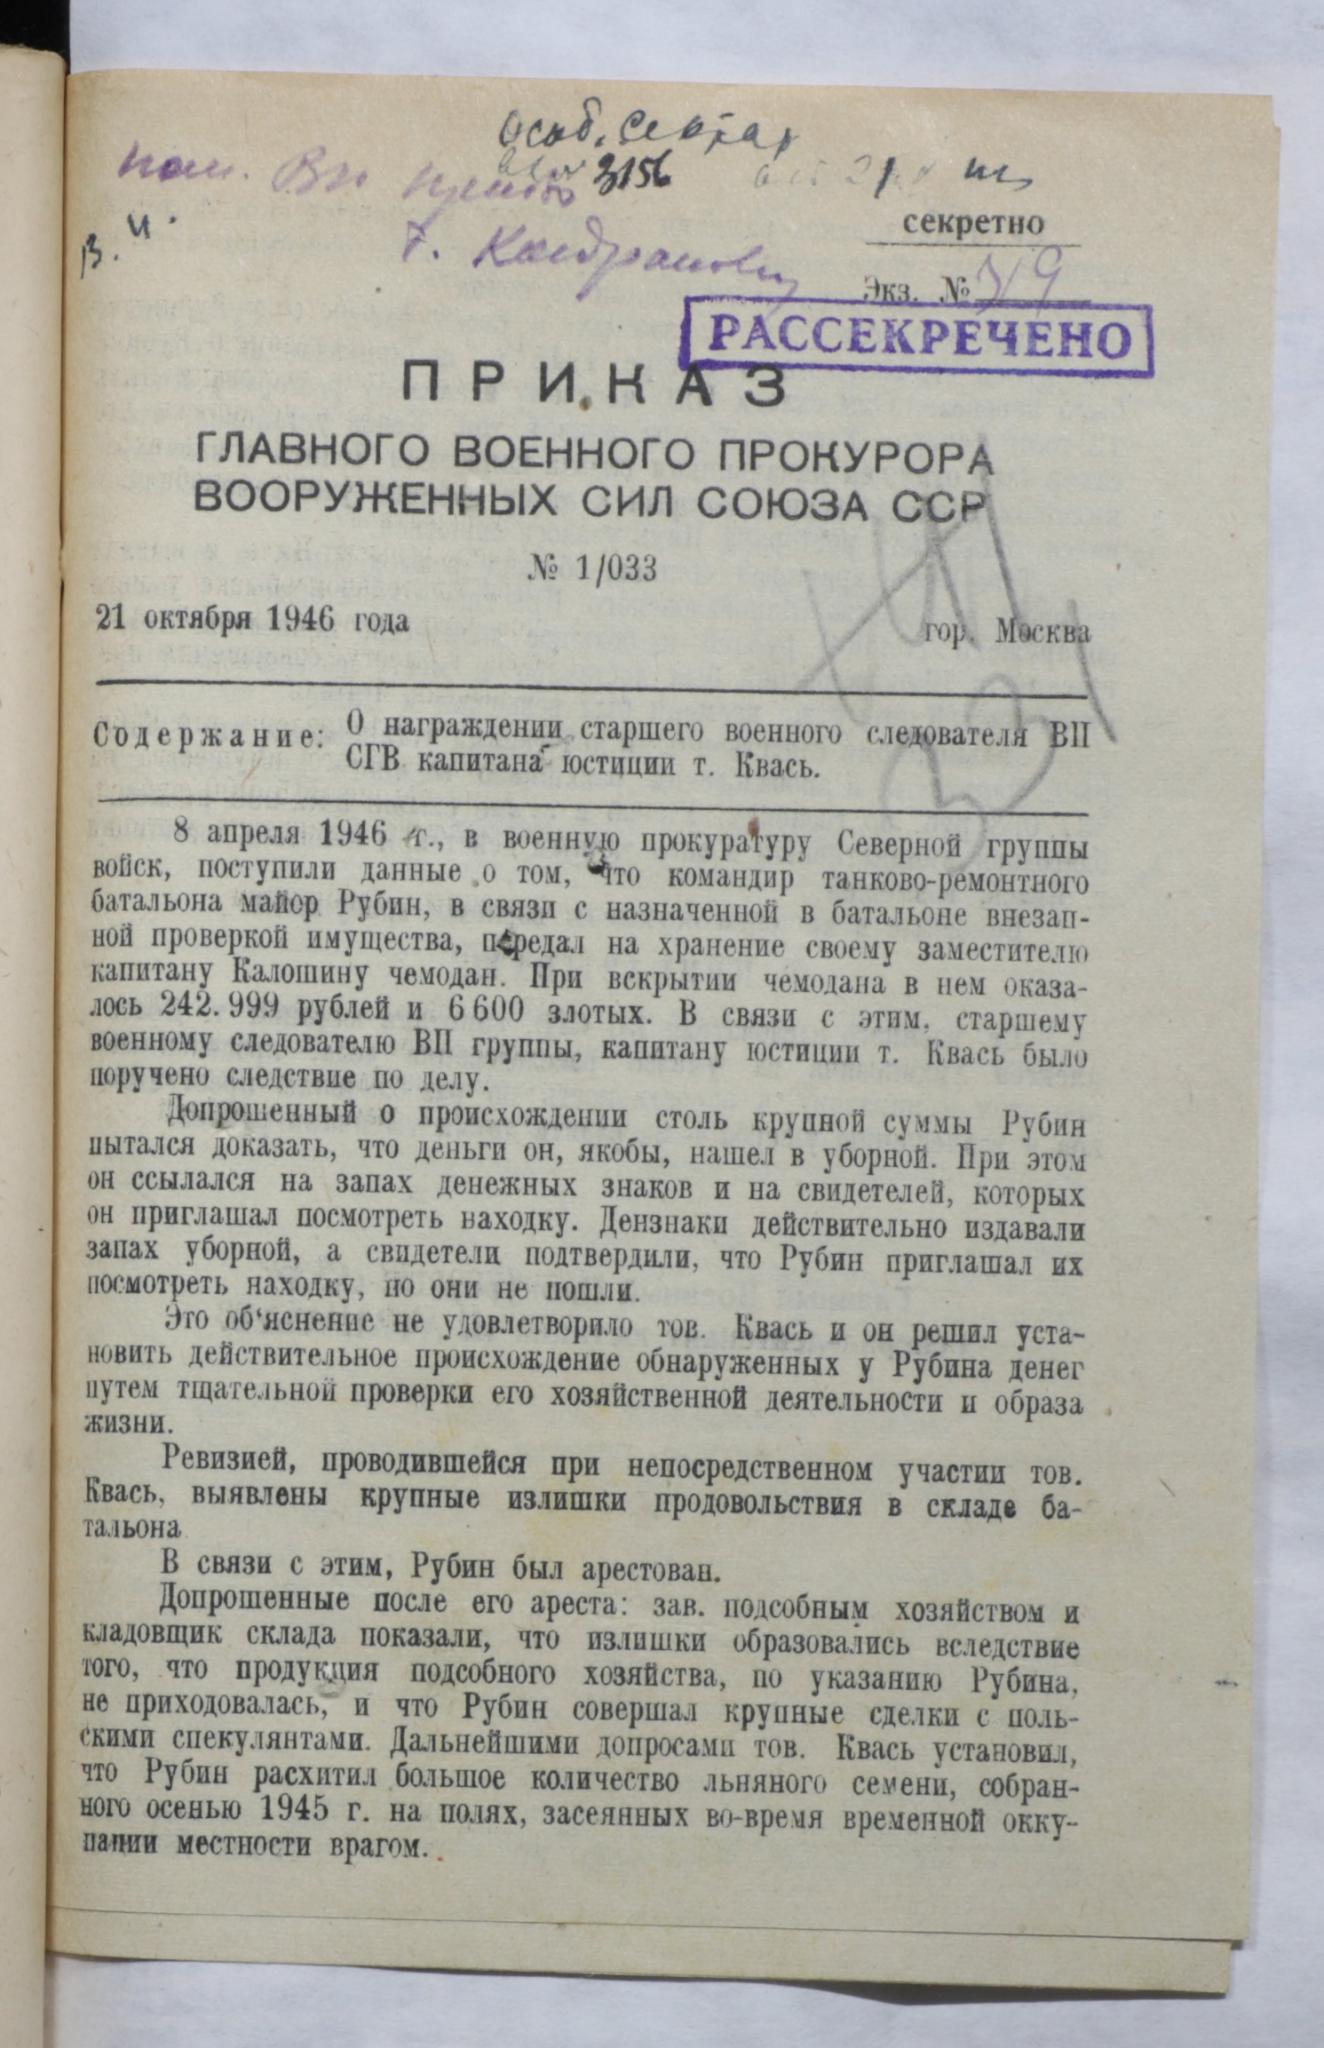 особ. сектор
пом. ВП
3156
В. И.
т.
секретно
Экз. № 319
РАССЕКРЕЧЕНО
ПРИКАЗ
ГЛАВНОГО ВОЕННОГО ПРОКУРОРА
ВООРУЖЕННЫХ СИЛ СОЮЗА ССР
№ 1/033
21 октября 1946 года гор. Москва
Содержание: О награждении старшего военного следователя ВП
СГВ капитана юстиции т. Квась.
8 апреля 1946 г., в военную прокуратуру Северной группы
войск, поступили данные о том, что командир танково-ремонтного
батальона майор Рубин, в связи с назначенной в батальоне внезап-
ной проверкой имущества, передал на хранение своему заместителю
капитану Калошину чемодан. При вскрытии чемодана в нем оказа-
лось 242.999 рублей и 6600 злотых. В связи с этим, старшему
военному следователю ВП группы, капитану юстиции т. Квась было
поручено следствие по делу.
Допрошенный о происхождении столь крупной суммы Рубин
пытался доказать, что деньги он, якобы, нашел в уборной. При этом
он ссылался на запах денежных знаков и на свидетелей, которых
он приглашал посмотреть находку. Дензнаки действительно издавали
запах уборной, а свидетели подтвердили, что Рубин приглашал их
посмотреть находку, но они не пошли.
Это об'яснение не удовлетворило тов. Квась и он решил уста-
новить действительное происхождение обнаруженных у Рубина денег
путем тщательной проверки его хозяйственной деятельности и образа
жизни.
Ревизией, проводившейся при непосредственном участии тов.
Квась, выявлены крупные излишки продовольствия в складе ба-
тальона
В связи с этим, Рубин был арестован.
Допрошенные после его ареста: зав. подсобным хозяйством и
кладовщик склада показали, что излишки образовались вследствие
того, что продукция подсобного хозяйства, по указанию Рубина,
не приходовалась, и что Рубин совершал крупные сделки с поль-
скими спекулянтами. Дальнейшими допросами тов. Квась установил,
что Рубин расхитил большое количество льняного семени, собран-
ного осенью 1945 г. на полях, засеянных во-время временной окку-
пации местности врагом.